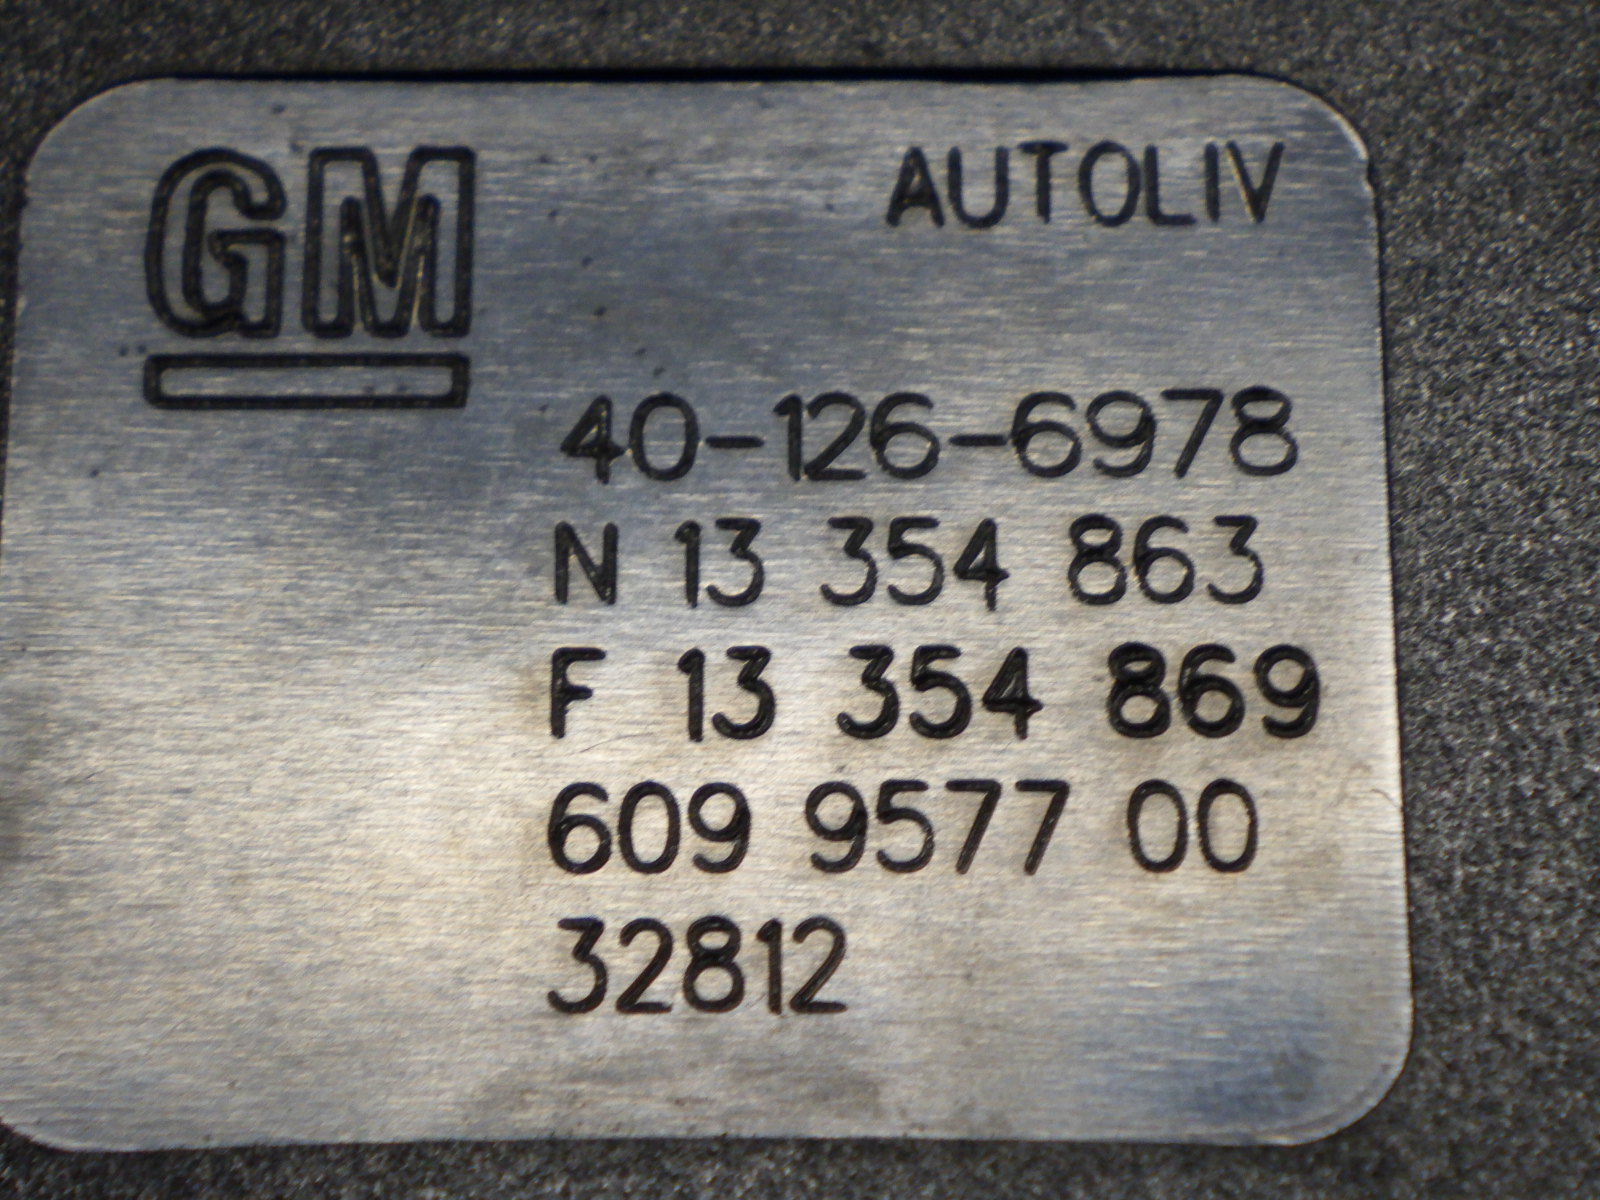 GM
AUTOLIV
40-126-6978
N 13 354 863
F 13 354 869
609 9577 00
32812